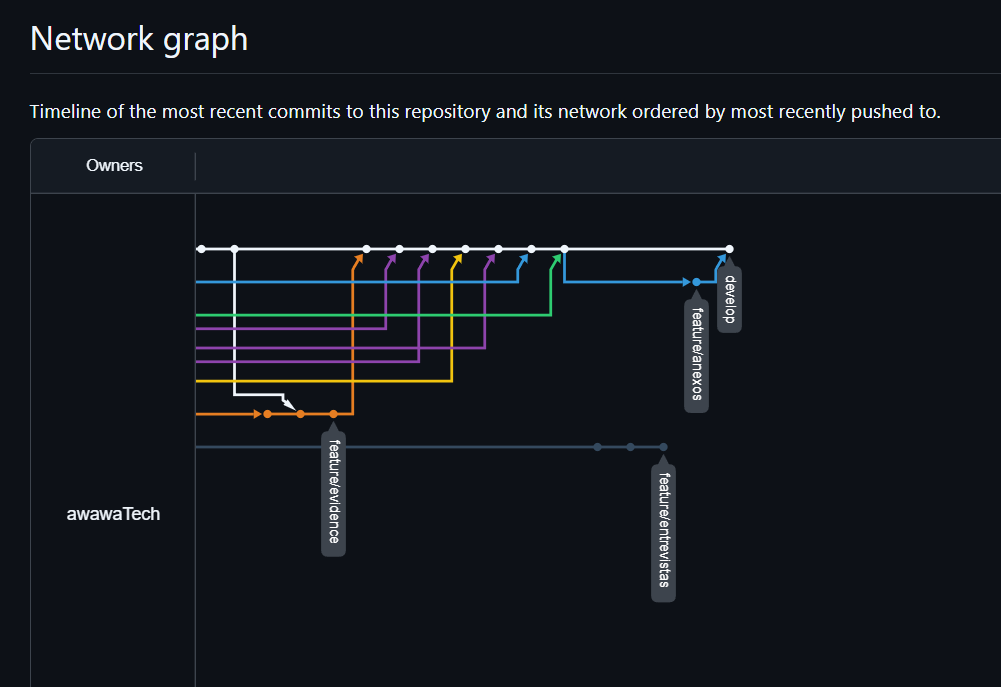 Network graph
Timeline of the most recent commits to this repository and its network ordered by most recently pushed to.
Owners
awawaTech
develop
feature/anexos
feature/evidence
feature/entrevistas